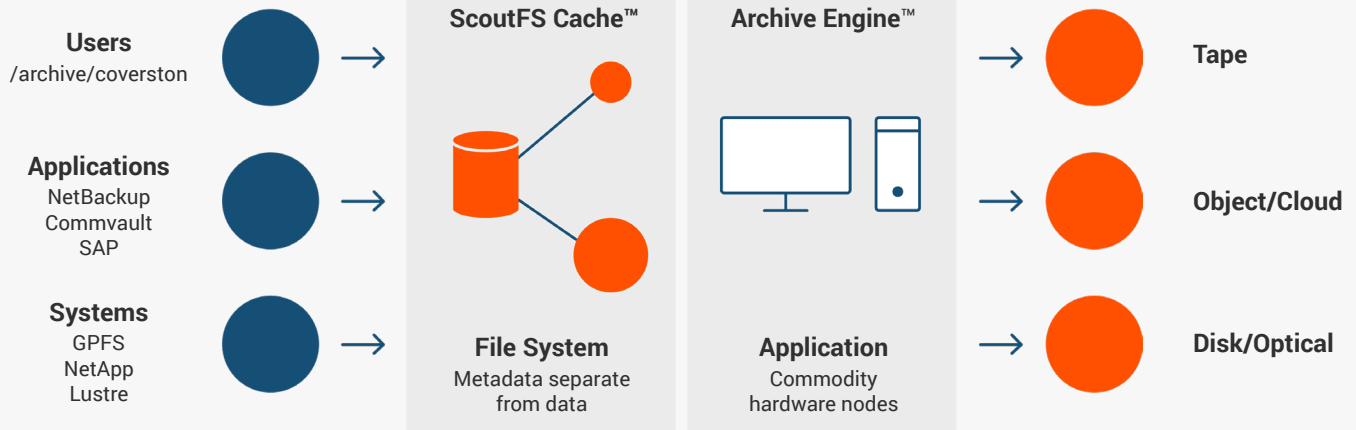 Users
/archive/coverston
Applications
NetBackup
Commvault
SAP
Systems
GPFS
NetApp
Lustre
ScoutFS Cache™
File System
Metadata separate
from data
Archive Engine™
Application
Commodity
hardware nodes
Tape
Object/Cloud
Disk/Optical